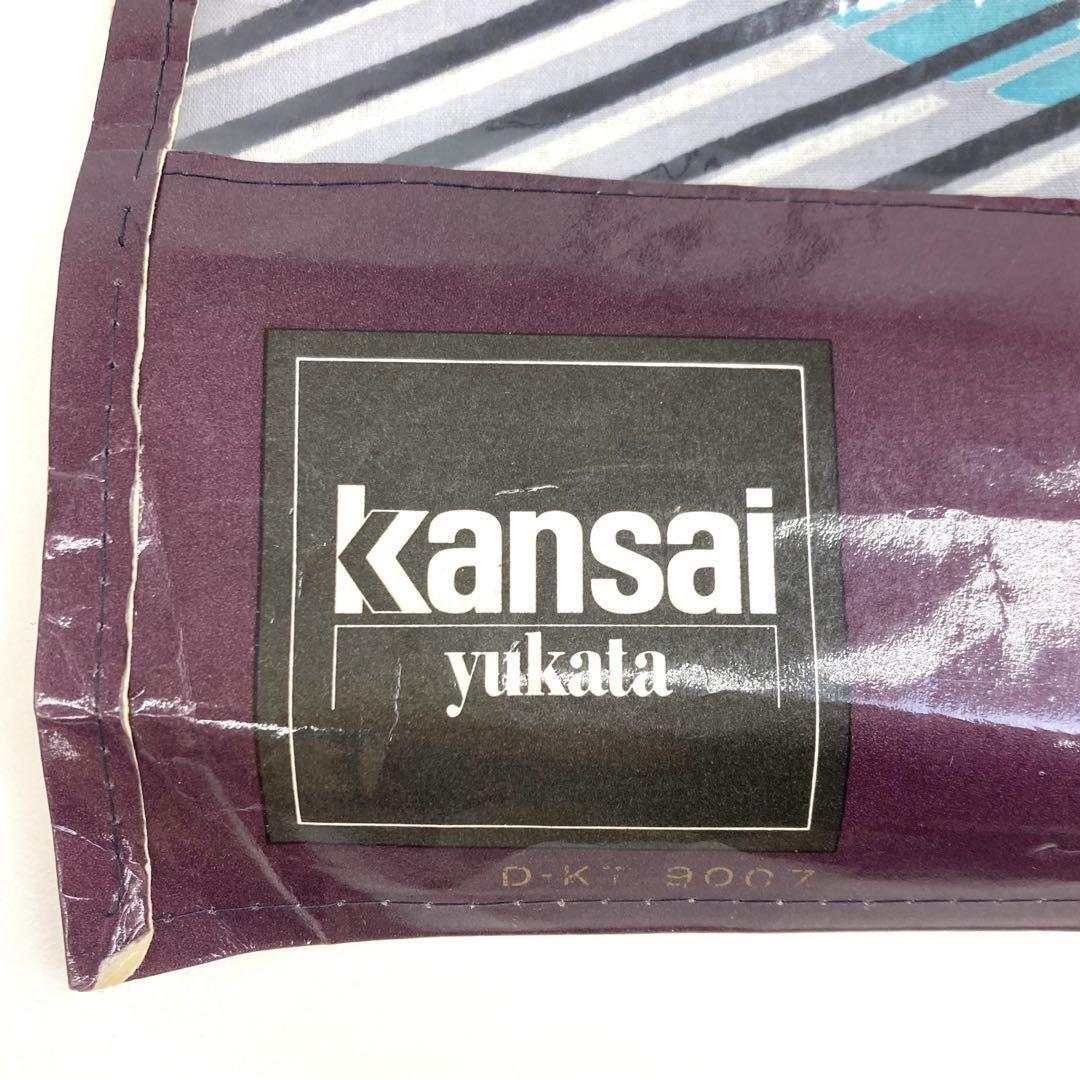 kansai
yukata
D-KT 9007